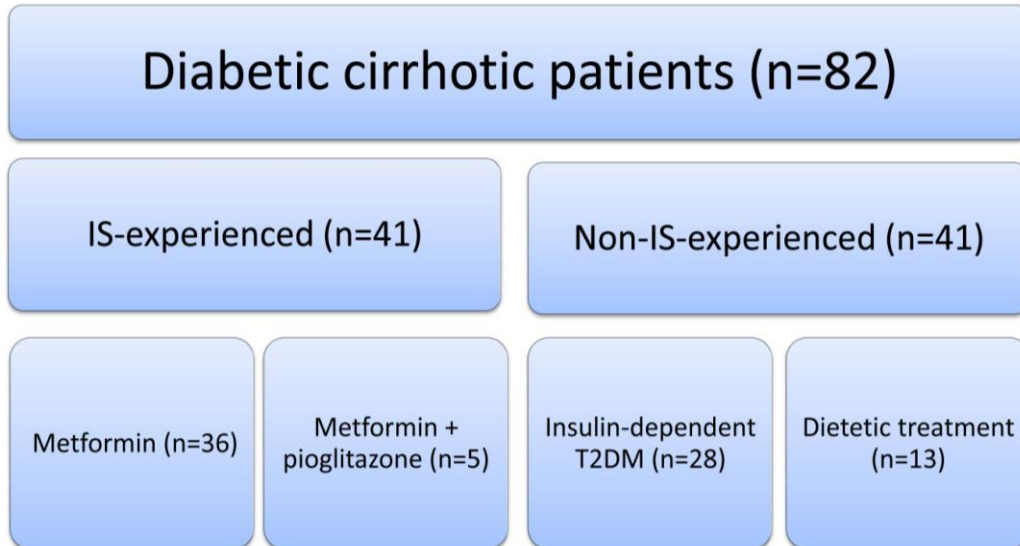 Diabetic cirrhotic patients (n=82)
IS-experienced (n=41)
Non-IS-experienced (n=41)
Metformin (n=36)
Metformin +
pioglitazone (n=5)
Insulin-dependent
T2DM (n=28)
Dietetic treatment
(n=13)